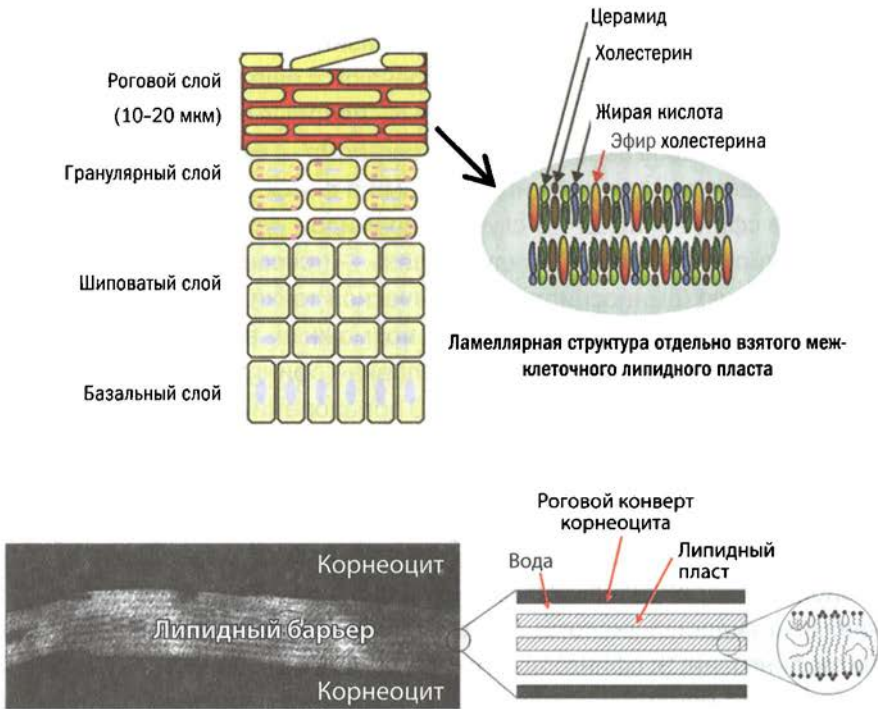 Церамид
Холестерин
Жирая кислота
Эфир холестерина
Роговой слой
(10–20 мкм)
Гранулярный слой
Шиповатый слой
Базальный слой
Ламеллярная структура отдельно взятого меж-
клеточного липидного пласта
Роговой конверт
корнеоцита
Вода
Липидный
пласт
Корнеоцит
Липидный барьер
Корнеоцит